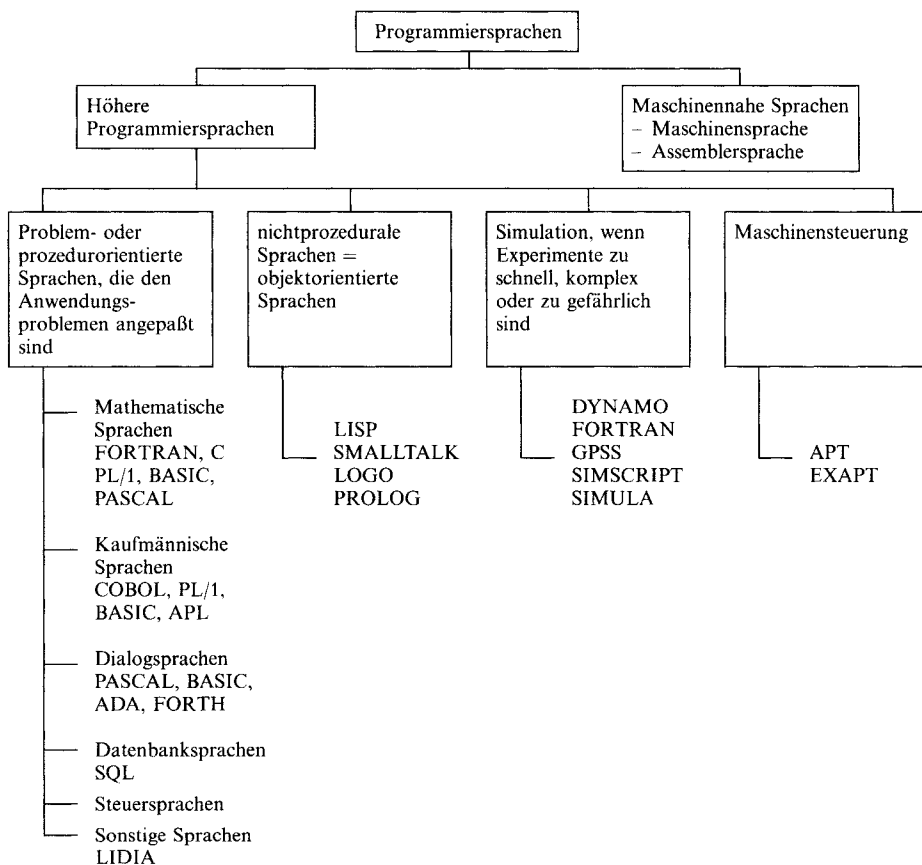 Programmiersprachen
Höhere
Programmiersprachen
Maschinennahe Sprachen
– Maschinensprache
– Assemblersprache
Problem- oder
prozedurorientierte
Sprachen, die den
Anwendungs-
problemen angepaßt
sind
nichtprozedurale
Sprachen =
objektorientierte
Sprachen
Simulation, wenn
Experimente zu
schnell, komplex
oder zu gefährlich
sind
Maschinensteuerung
Mathematische
Sprachen
FORTRAN, C
PL/1, BASIC,
PASCAL
Kaufmännische
Sprachen
COBOL, PL/1,
BASIC, APL
Dialogsprachen
PASCAL, BASIC,
ADA, FORTH
Datenbanksprachen
SQL
Steuersprachen
Sonstige Sprachen
LIDIA
LISP
SMALLTALK
LOGO
PROLOG
DYNAMO
FORTRAN
GPSS
SIMSCRIPT
SIMULA
APT
EXAPT